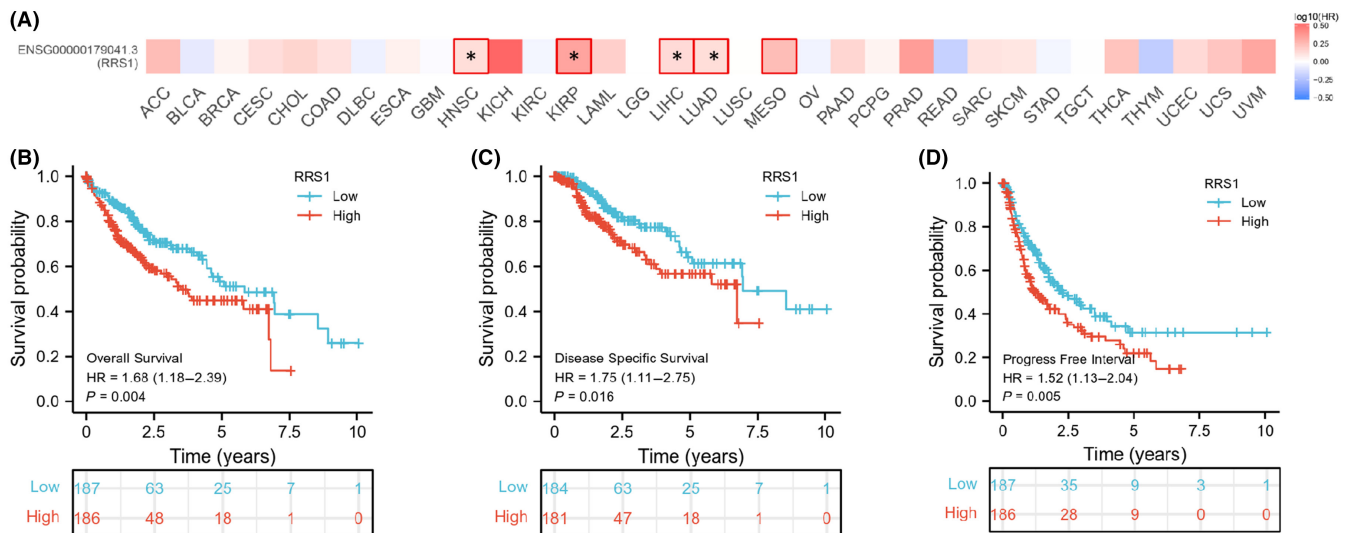 (A)
log10(HR)
ENSG00000179041.3
(RRS1)
* * * *
0.50
0.25
0.00
−0.25
−0.50
ACC BLCA BRCA CESC CHOL COAD DLBC ESCA GBM HNSC KICH KIRC KIRP LAML LGG LIHC LUAD LUSC MESO OV PAAD PCPG PRAD READ SARC SKCM STAD TGCT THCA THYM UCEC UCS UVM
(B)
RRS1
Low
High
Survival probability
1.0
0.8
0.6
0.4
0.2
0.0
Overall Survival
HR = 1.68 (1.18–2.39)
P = 0.004
0 2.5 5 7.5 10
Time (years)
Low 187 63 25 7 1
High 186 48 18 1 0
(C)
RRS1
Low
High
Survival probability
1.0
0.8
0.6
0.4
0.2
0.0
Disease Specific Survival
HR = 1.75 (1.11–2.75)
P = 0.016
0 2.5 5 7.5 10
Time (years)
Low 184 63 25 7 1
High 181 47 18 1 0
(D)
RRS1
Low
High
Survival probability
1.0
0.8
0.6
0.4
0.2
0.0
Progress Free Interval
HR = 1.52 (1.13–2.04)
P = 0.005
0 2.5 5 7.5 10
Time (years)
Low 187 35 9 3 1
High 186 28 9 0 0